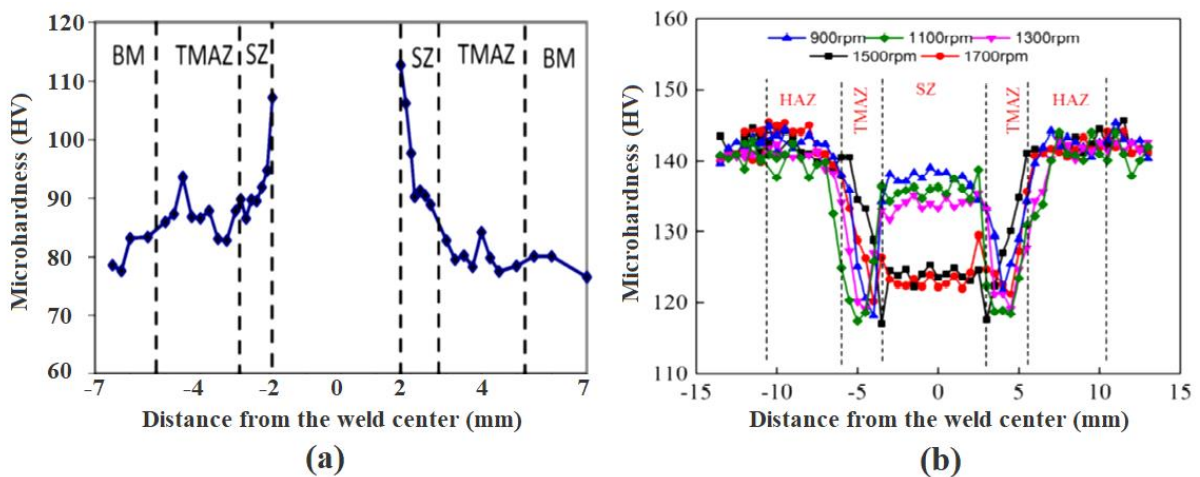 120
110
100
90
80
70
60
BM
TMAZ
SZ
SZ
TMAZ
BM
Microhardness (HV)
-7
-4
-2
0
2
4
7
Distance from the weld center (mm)
(a)
160
150
140
130
120
110
900rpm 1100rpm 1300rpm
1500rpm 1700rpm
HAZ
TMAZ
SZ
TMAZ
HAZ
Microhardness (HV)
-15
-10
-5
0
5
10
15
Distance from the weld center (mm)
(b)